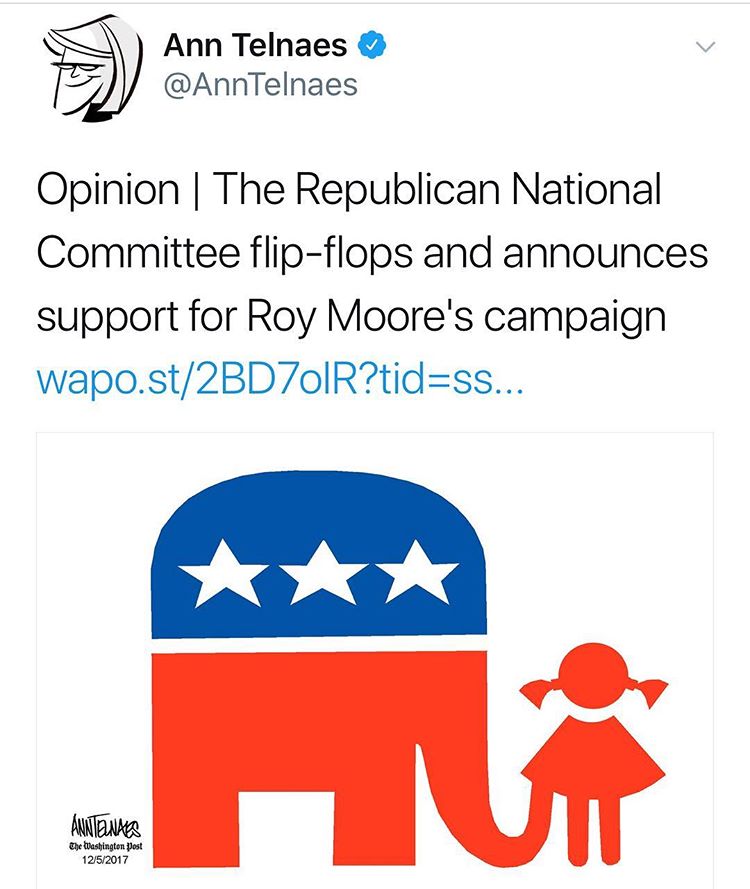 Ann Telnaes
@AnnTelnaes
Opinion | The Republican National
Committee flip-flops and announces
support for Roy Moore's campaign
wapo.st/2BD7olR?tid=ss...
ANNTELNAES
The Washington Post
12/5/2017